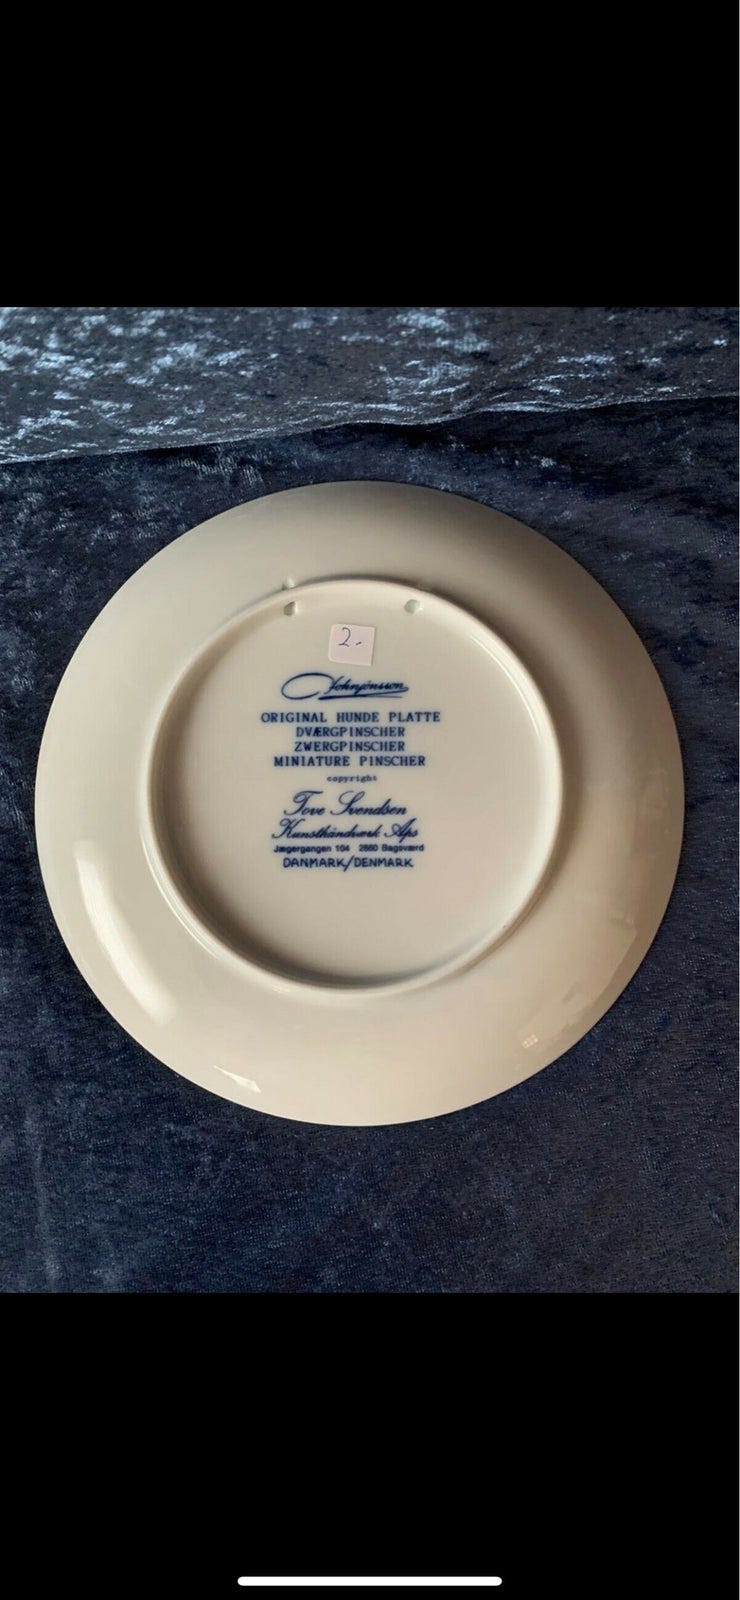 2.-
Johnjönsson
ORIGINAL HUNDE PLATTE
DVÆRGPINSCHER
ZWERGPINSCHER
MINIATURE PINSCHER
copyright
Tove Svendsen
Kunsthåndværk Aps
Jægergangen 104 2880 Bagsværd
DANMARK/DENMARK